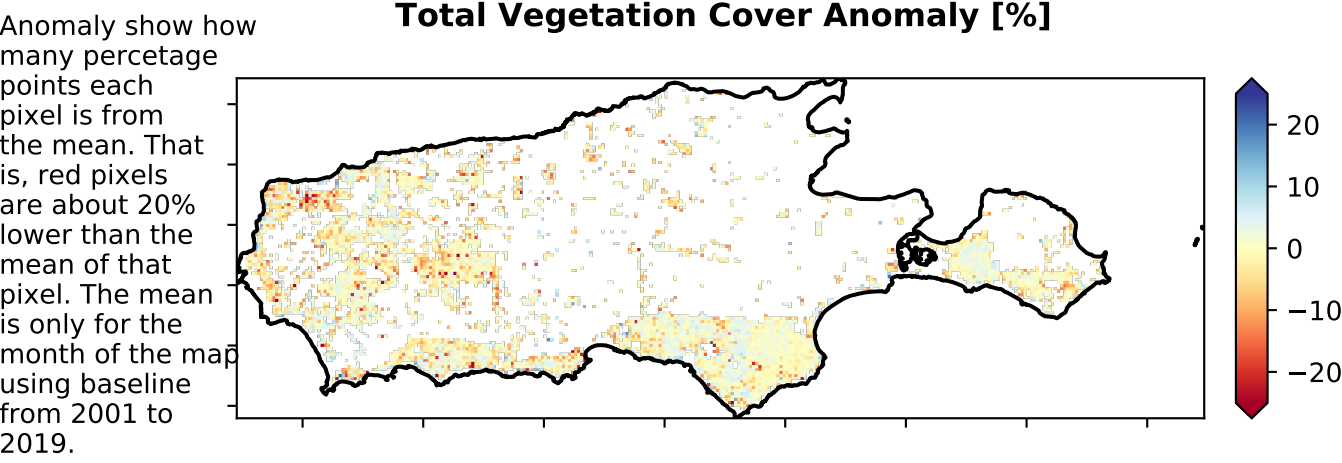 Total Vegetation Cover Anomaly [%]
Anomaly show how
many percetage
points each
pixel is from
the mean. That
is, red pixels
are about 20%
lower than the
mean of that
pixel. The mean
is only for the
month of the map
using baseline
from 2001 to
2019.
20
10
0
−10
−20